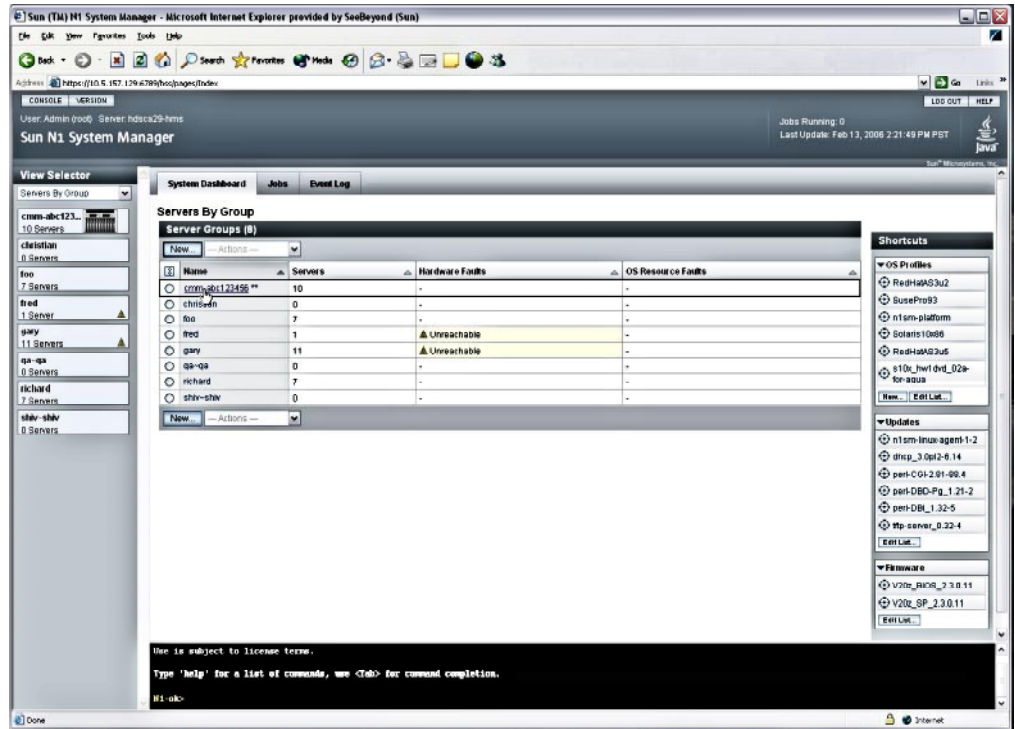 Sun (TM) N1 System Manager - Microsoft Internet Explorer provided by SeeBeyond (Sun)
File Edit View Favorites Tools Help
Back Search Favorites Media
Address https://10.5.157.129:6789/hss/pages/Index Go Links »
CONSOLE VERSION LOG OUT HELP
User: Admin (root) Server: hdsca29-hms Jobs Running: 0
Sun N1 System Manager Last Update: Feb 13, 2006 2:21:49 PM PST
Java
Sun™ Microsystems, Inc.
View Selector
Servers By Group
cmm-abc123...
10 Servers
christian
0 Servers
foo
7 Servers
fred
1 Server
gary
11 Servers
qa-qa
0 Servers
richard
7 Servers
shiv-shiv
0 Servers
System Dashboard Jobs Event Log
Servers By Group
Server Groups (8)
New... — Actions —
Name Servers Hardware Faults OS Resource Faults
cmm-abc123456 ** 10 - -
christian 0 - -
foo 7 - -
fred 1 Unreachable -
gary 11 Unreachable -
qa-qa 0 - -
richard 7 - -
shiv-shiv 0 - -
New... — Actions —
Shortcuts
OS Profiles
RedHatAS3u2
SusePro93
n1sm-platform
Solaris10x86
RedHatAS3u5
s10x_hw1dvd_02a-
for-aqua
New... Edit List...
Updates
n1sm-linux-agent-1-2
dhcp_3.0pl2-6.14
perl-CGI-2.81-88.4
perl-DBD-Pg_1.21-2
perl-DBI_1.32-5
tftp-server_0.32-4
Edit List...
Firmware
V20z_BIOS_2.3.0.11
V20z_SP_2.3.0.11
Edit List...
Use is subject to license terms.
Type 'help' for a list of commands, use <Tab> for command completion.
N1-ok>
Done Internet